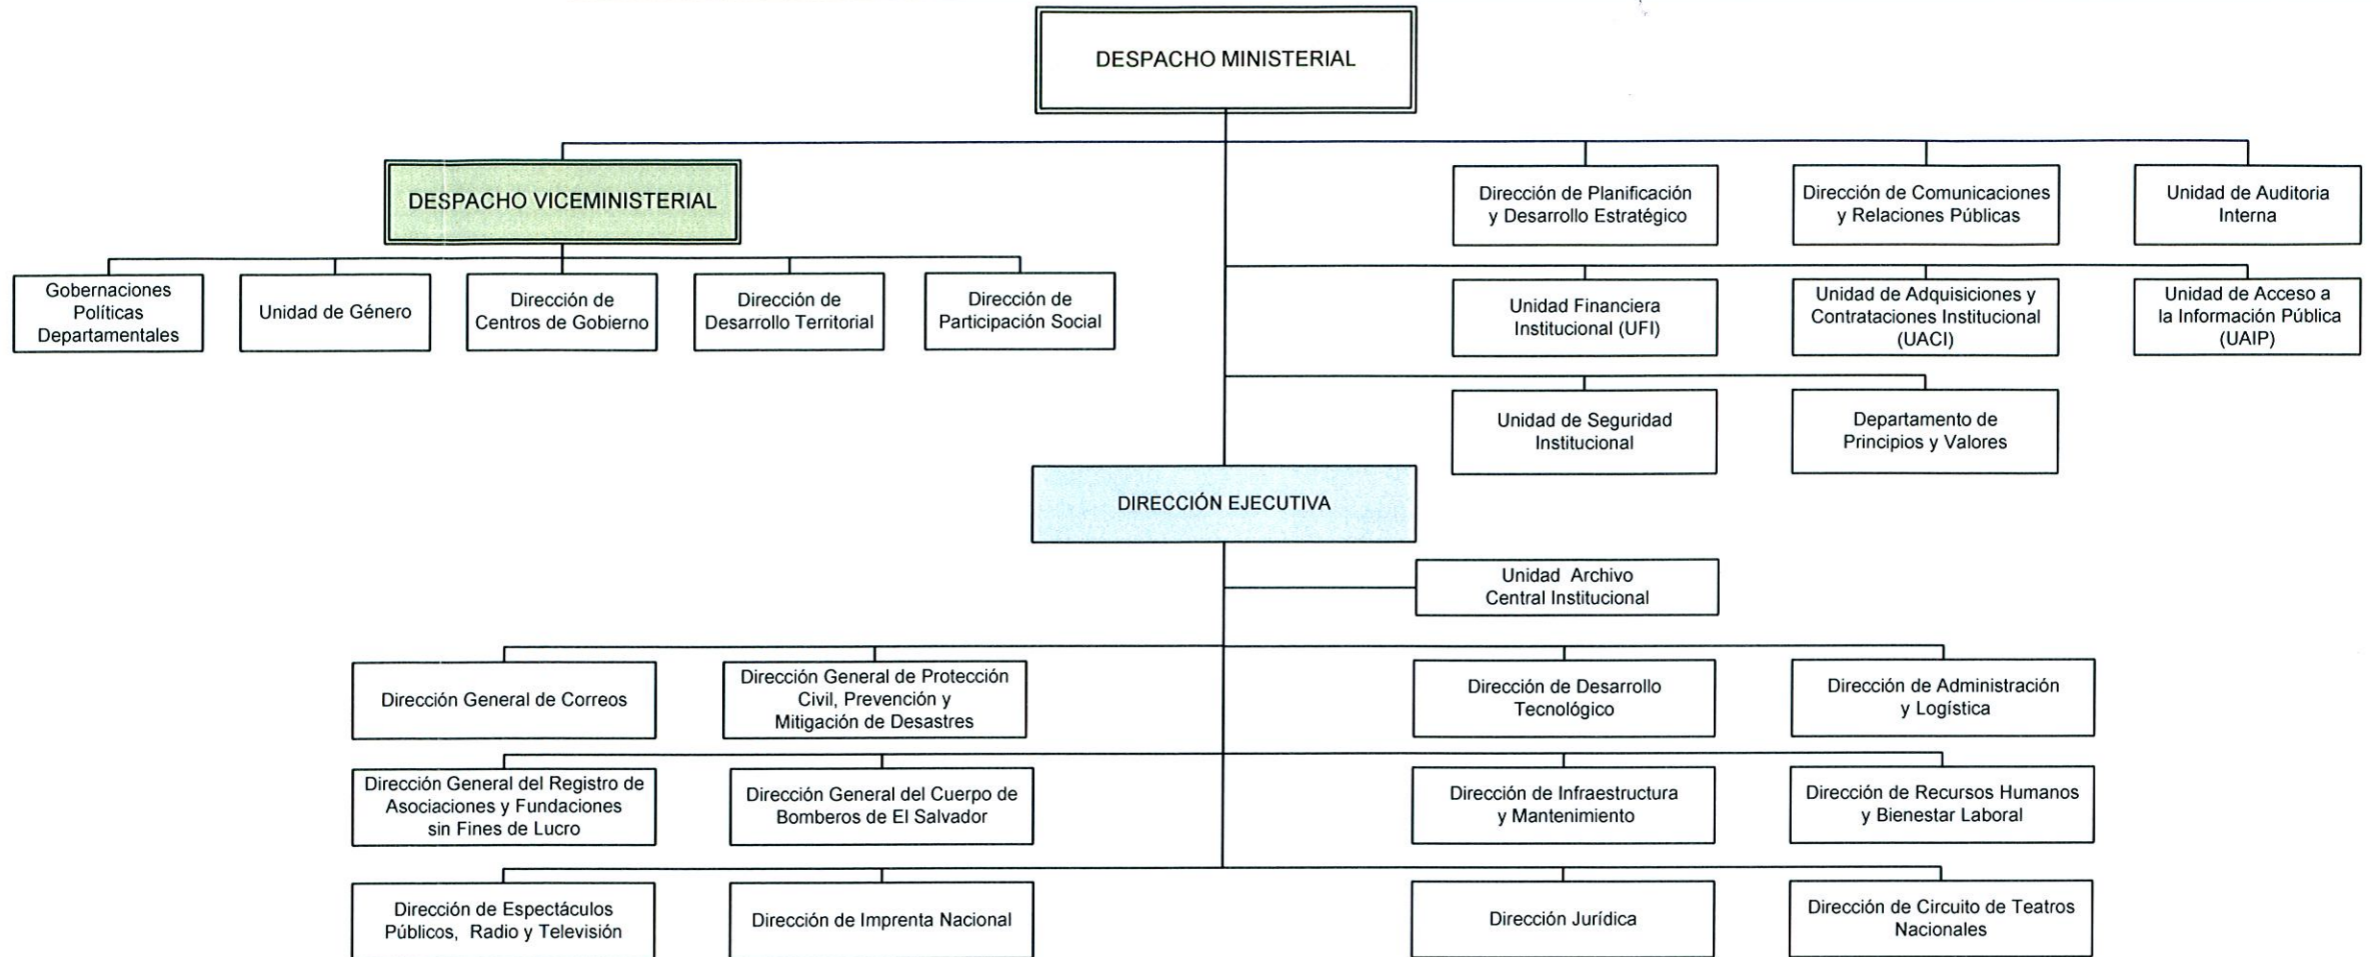 DESPACHO MINISTERIAL
DESPACHO VICEMINISTERIAL
Dirección de Planificación
y Desarrollo Estratégico
Dirección de Comunicaciones
y Relaciones Públicas
Unidad de Auditoria
Interna
Gobernaciones
Políticas
Departamentales
Unidad de Género
Dirección de
Centros de Gobierno
Dirección de
Desarrollo Territorial
Dirección de
Participación Social
Unidad Financiera
Institucional (UFI)
Unidad de Adquisiciones y
Contrataciones Institucional
(UACI)
Unidad de Acceso a
la Información Pública
(UAIP)
Unidad de Seguridad
Institucional
Departamento de
Principios y Valores
DIRECCIÓN EJECUTIVA
Unidad Archivo
Central Institucional
Dirección General de Correos
Dirección General de Protección
Civil, Prevención y
Mitigación de Desastres
Dirección de Desarrollo
Tecnológico
Dirección de Administración
y Logística
Dirección General del Registro de
Asociaciones y Fundaciones
sin Fines de Lucro
Dirección General del Cuerpo de
Bomberos de El Salvador
Dirección de Infraestructura
y Mantenimiento
Dirección de Recursos Humanos
y Bienestar Laboral
Dirección de Espectáculos
Públicos, Radio y Televisión
Dirección de Imprenta Nacional
Dirección Jurídica
Dirección de Circuito de Teatros
Nacionales